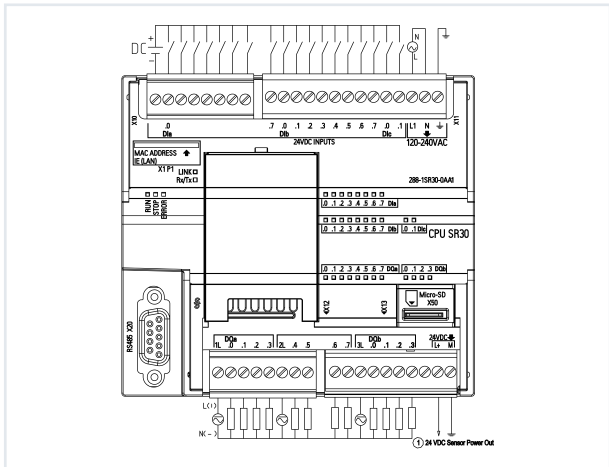 DC
+
−
N
L
X10
X11
.0
DIa
.7 .0 .1 .2 .3 .4 .5 .6 .7 .0 .1 L1 N
DIb
DIc
24VDC INPUTS
120-240VAC
MAC ADDRESS
IE (LAN)
X1 P1
LINK
Rx/Tx
288-1SR30-0AA1
RUN
STOP
ERROR
.0 .1 .2 .3 .4 .5 .6 .7 DIa
.0 .1 .2 .3 .4 .5 .6 .7 DIb
.0 .1 DIc
CPU SR30
.0 .1 .2 .3 .4 .5 .6 .7 DQa
.0 .1 .2 .3 DQb
Micro-SD
X50
X12
X13
RS485 X20
DQa
DQb
24VDC
1L .0 .1 .2 .3 2L .4 .5 .6 .7 3L .0 .1 .2 .3 L+ M
L(+)
N(-)
1 24 VDC Sensor Power Out